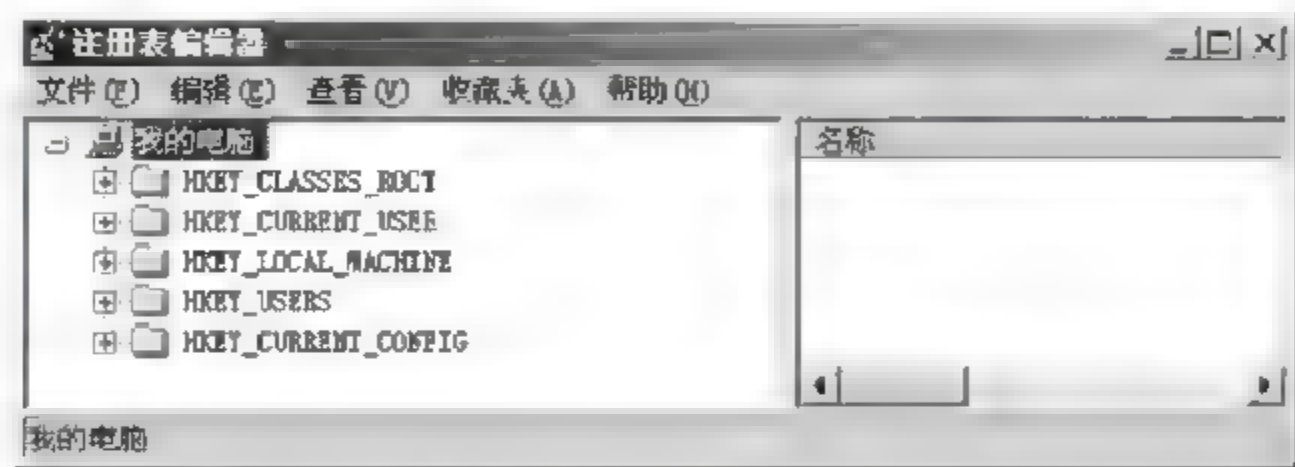 注册表编辑器
文件(F) 编辑(E) 查看(V) 收藏夹(A) 帮助(H)
我的电脑
名称
HKEY_CLASSES_ROOT
HKEY_CURRENT_USER
HKEY_LOCAL_MACHINE
HKEY_USERS
HKEY_CURRENT_CONFIG
我的电脑